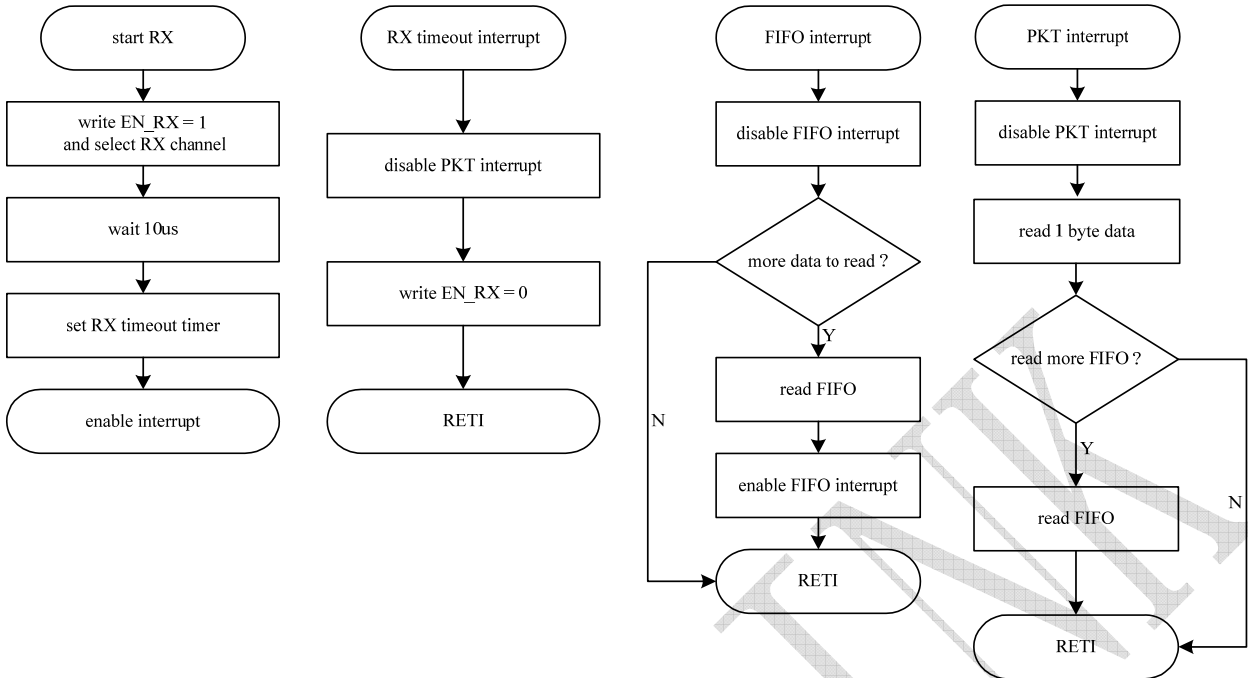 start RX
write EN_RX = 1
and select RX channel
wait 10us
set RX timeout timer
enable interrupt
RX timeout interrupt
disable PKT interrupt
write EN_RX = 0
RETI
FIFO interrupt
disable FIFO interrupt
more data to read ?
Y
N
read FIFO
enable FIFO interrupt
RETI
PKT interrupt
disable PKT interrupt
read 1 byte data
read more FIFO ?
Y
N
read FIFO
RETI